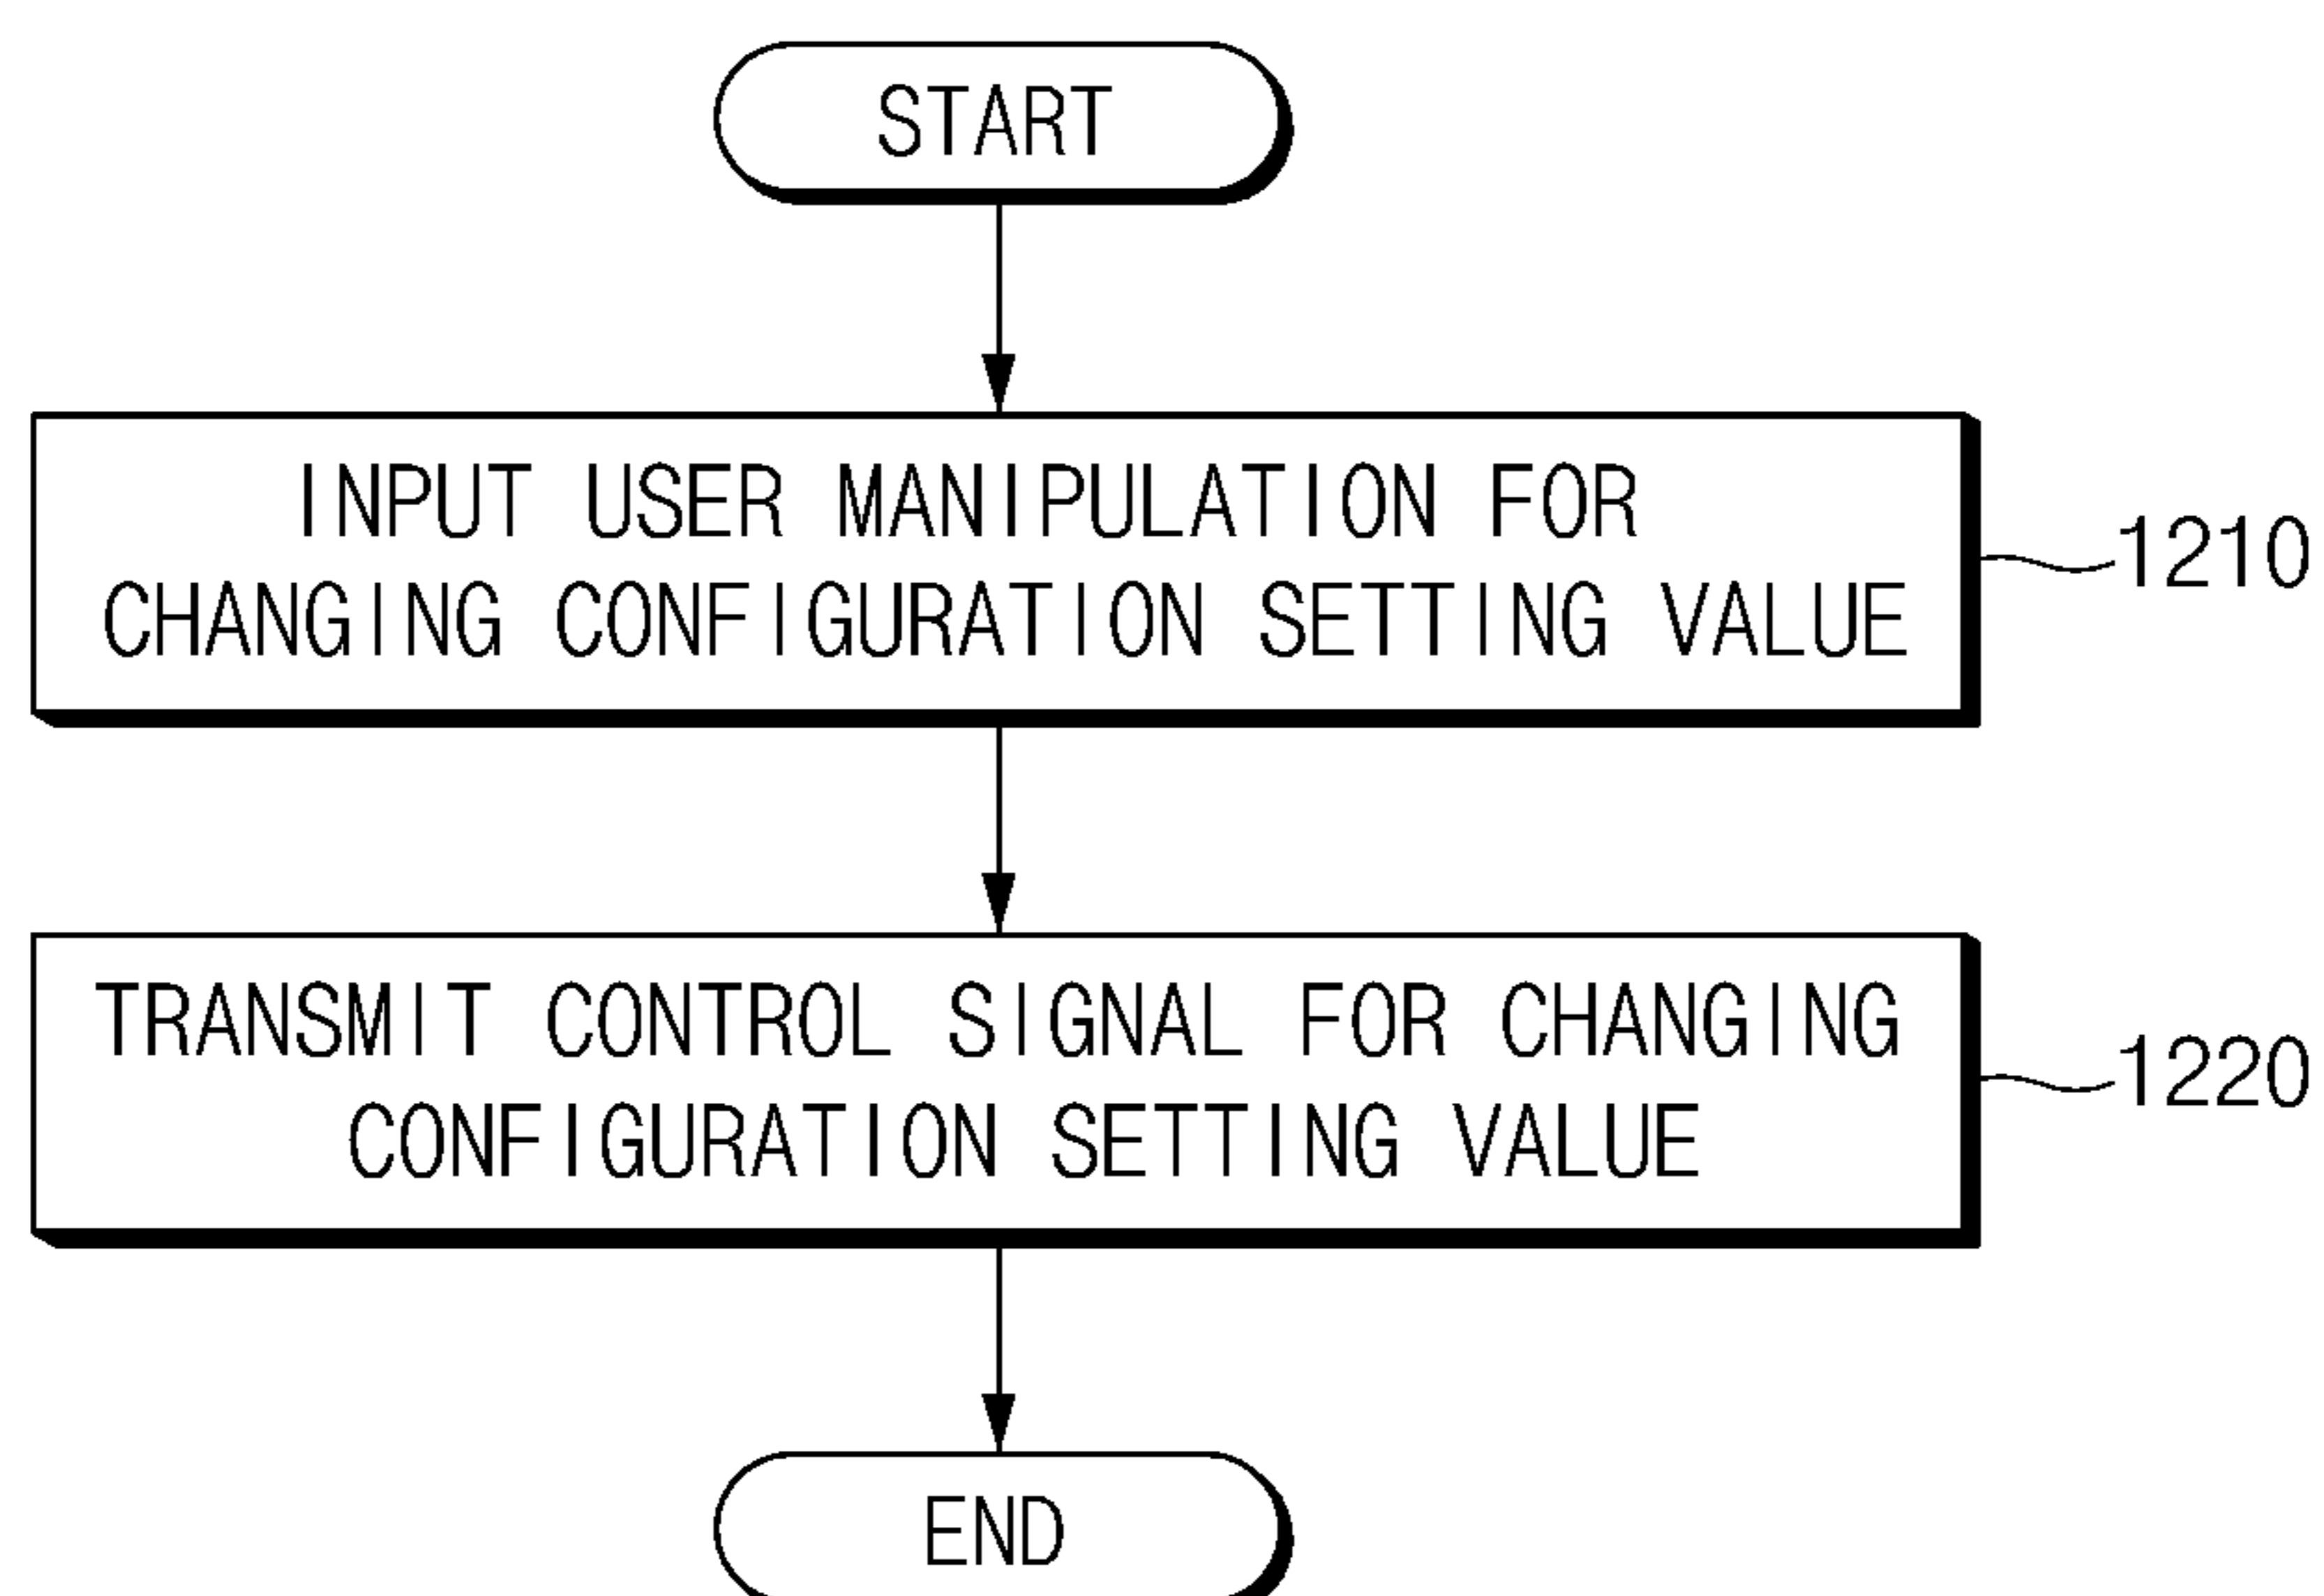 START
INPUT USER MANIPULATION FOR
CHANGING CONFIGURATION SETTING VALUE
1210
TRANSMIT CONTROL SIGNAL FOR CHANGING
CONFIGURATION SETTING VALUE
1220
END